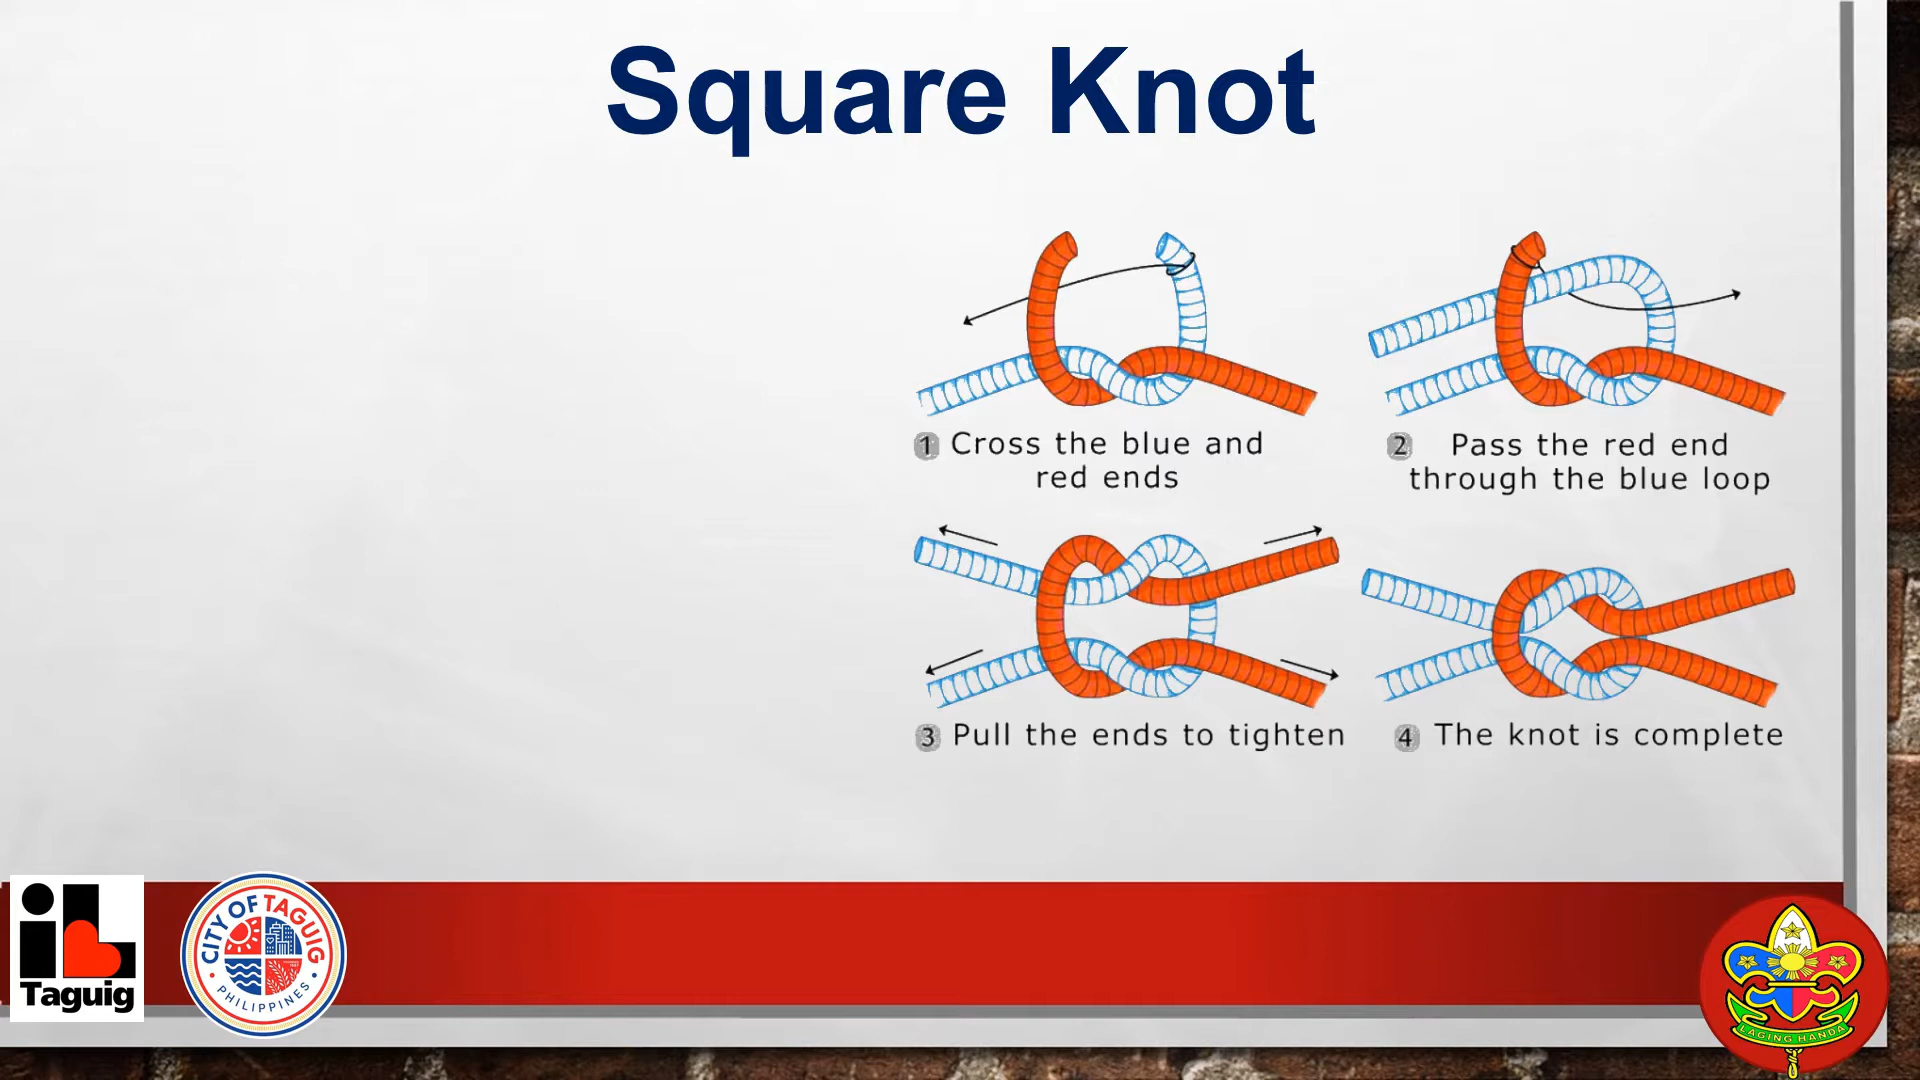 Square Knot
1 Cross the blue and
red ends
2 Pass the red end
through the blue loop
3 Pull the ends to tighten
4 The knot is complete
iL
Taguig
CITY OF TAGUIG
PHILIPPINES
LAGING HANDA